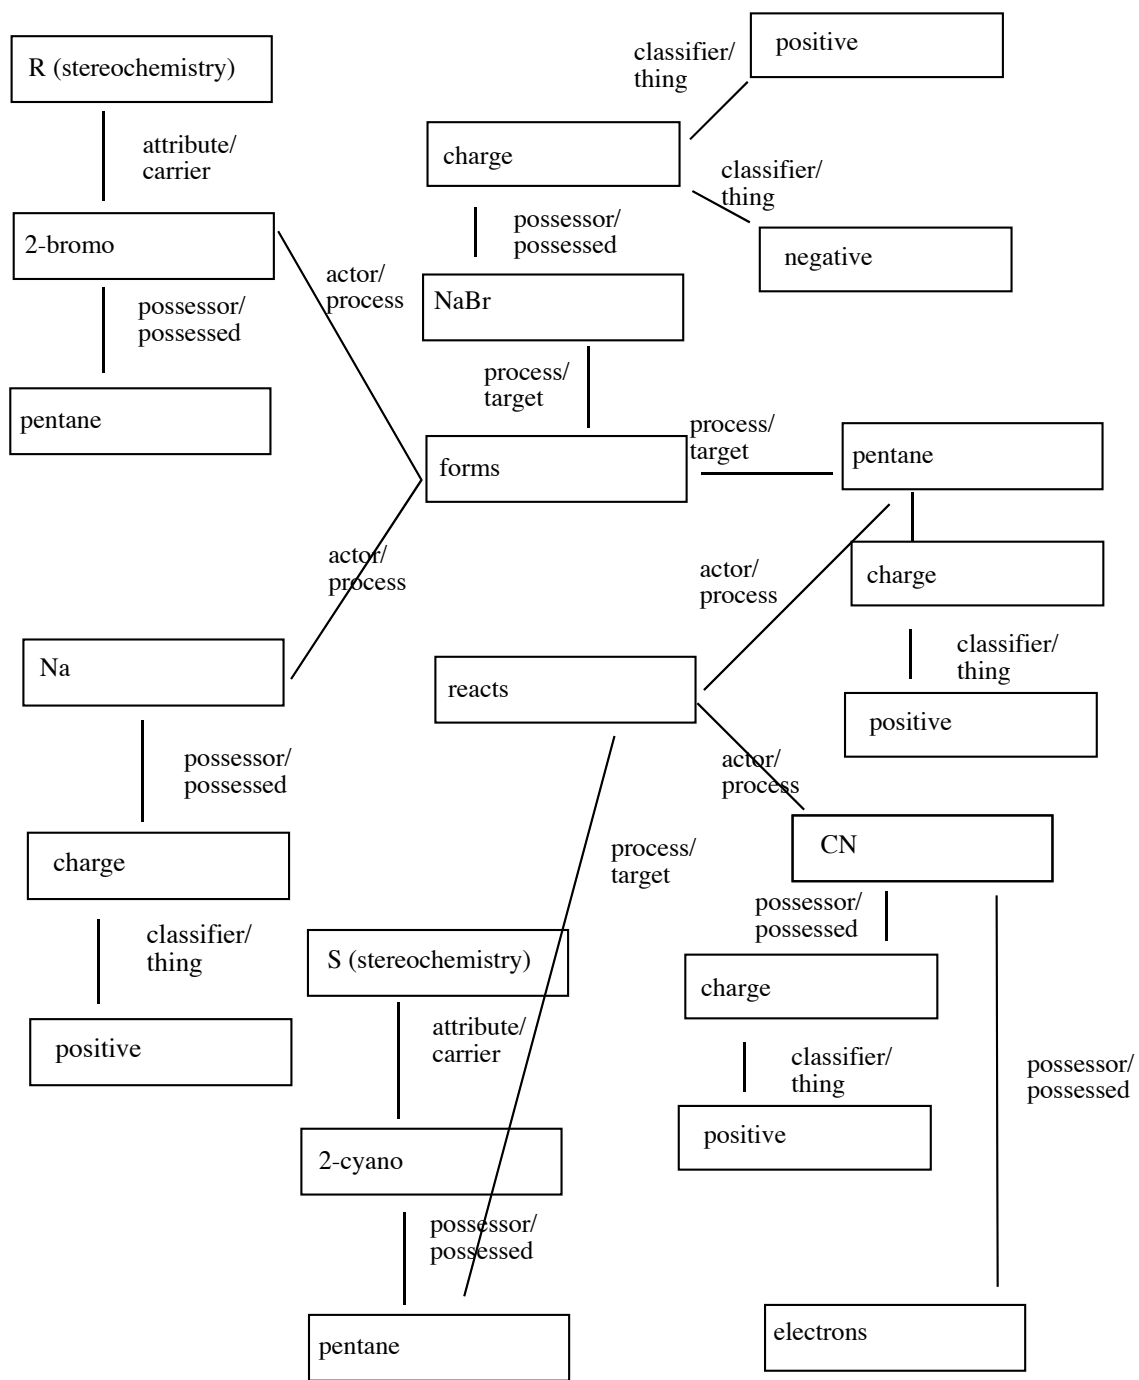 R (stereochemistry)
attribute/
carrier
2-bromo
possessor/
possessed
pentane
classifier/
thing
positive
charge
classifier/
thing
negative
possessor/
possessed
NaBr
actor/
process
process/
target
forms
process/
target
pentane
actor/
process
charge
classifier/
thing
positive
actor/
process
Na
possessor/
possessed
charge
classifier/
thing
positive
reacts
actor/
process
CN
possessor/
possessed
charge
classifier/
thing
positive
possessor/
possessed
electrons
process/
target
S (stereochemistry)
attribute/
carrier
2-cyano
possessor/
possessed
pentane